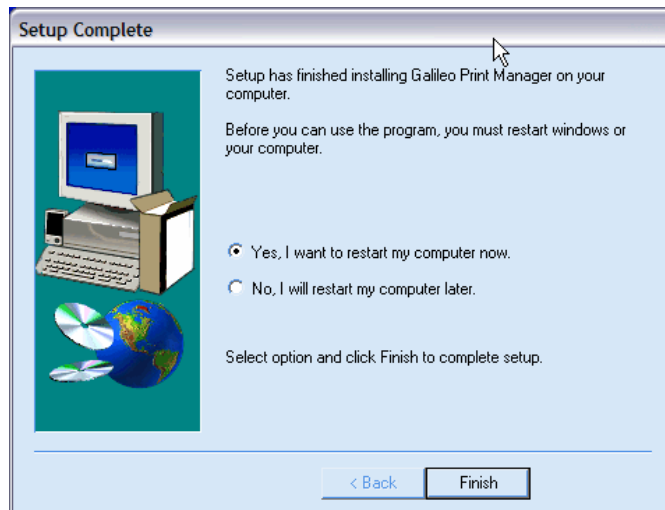 Setup Complete
Setup has finished installing Galileo Print Manager on your
computer.
Before you can use the program, you must restart windows or
your computer.
Yes, I want to restart my computer now.
No, I will restart my computer later.
Select option and click Finish to complete setup.
< Back
Finish